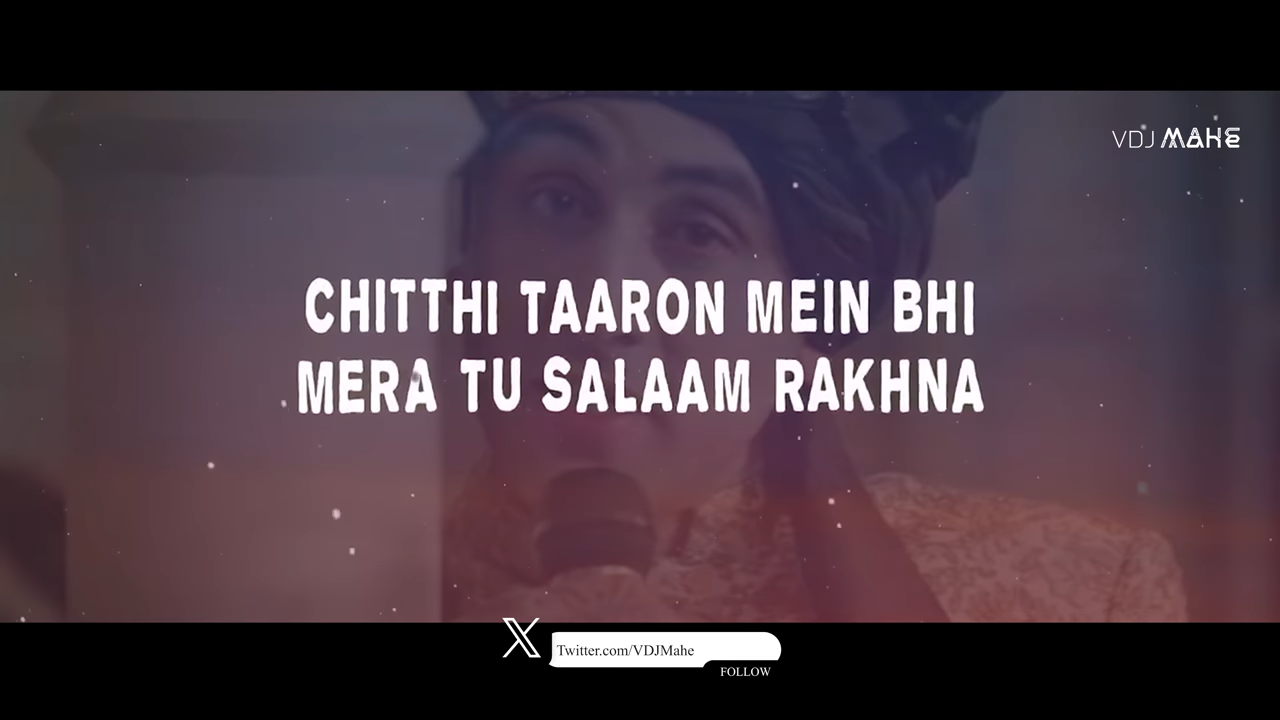 VDJ MAHE
CHITTHI TAARON MEIN BHI
MERA TU SALAAM RAKHNA
Twitter.com/VDJMahe
FOLLOW